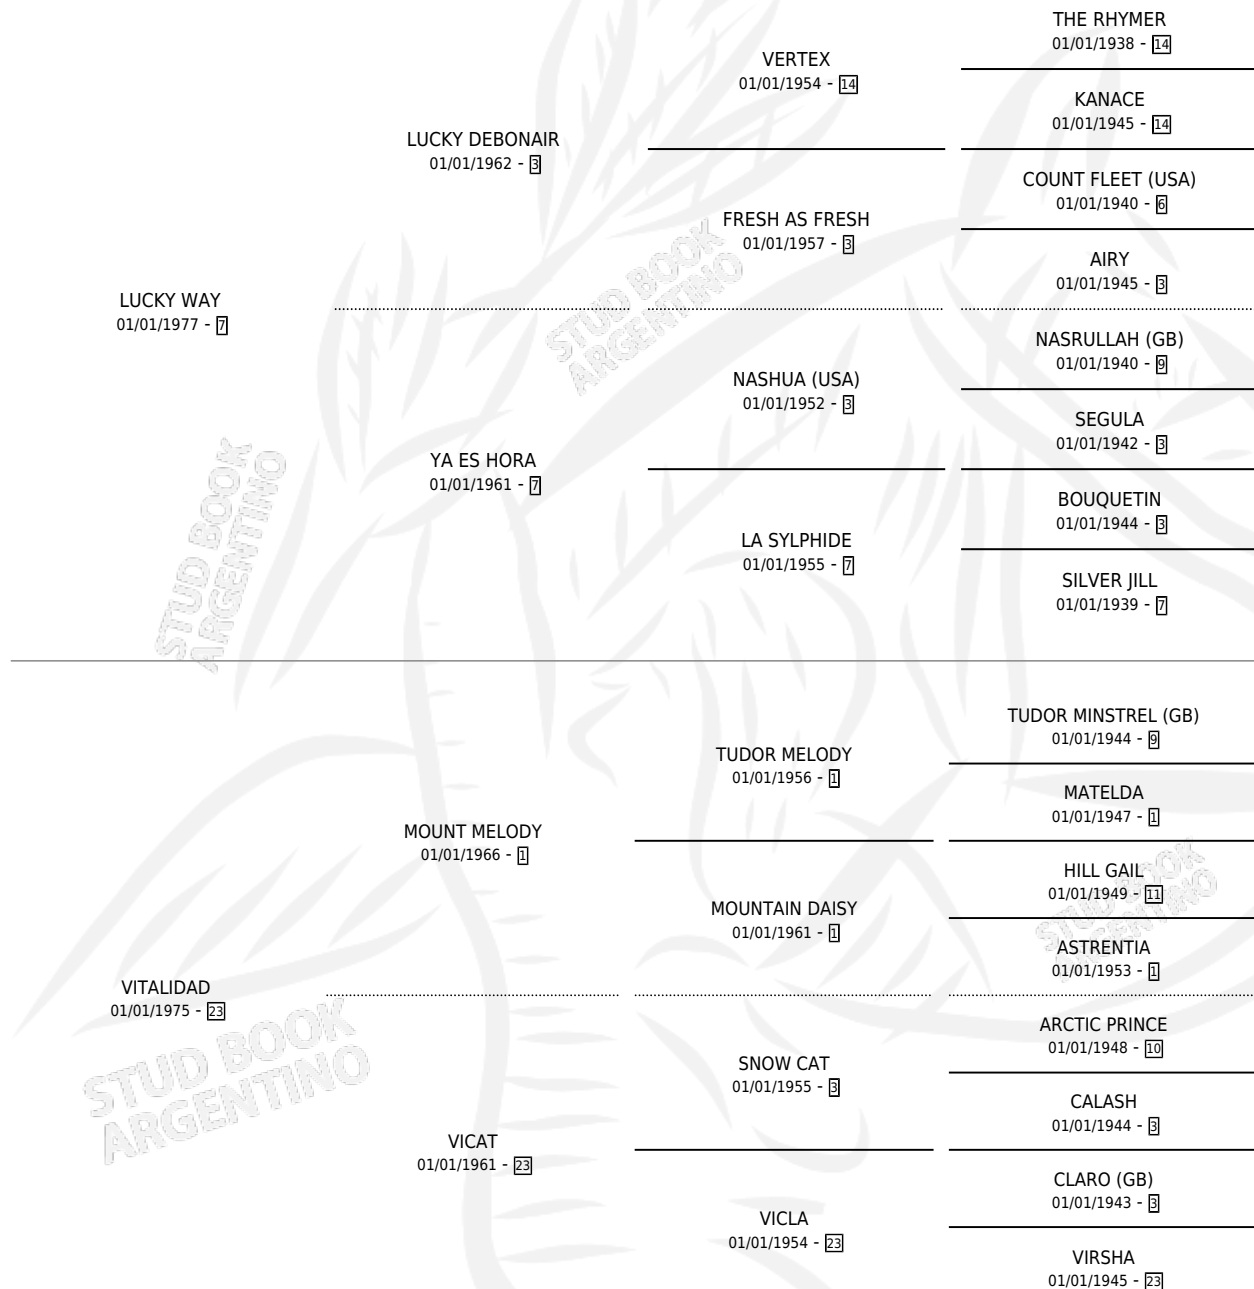 THE RHYMER
01/01/1938 - 14
VERTEX
01/01/1954 - 14
KANACE
01/01/1945 - 14
LUCKY DEBONAIR
01/01/1962 - 3
COUNT FLEET (USA)
01/01/1940 - 6
FRESH AS FRESH
01/01/1957 - 3
AIRY
01/01/1945 - 3
LUCKY WAY
01/01/1977 - 7
NASRULLAH (GB)
01/01/1940 - 9
NASHUA (USA)
01/01/1952 - 3
SEGULA
01/01/1942 - 3
YA ES HORA
01/01/1961 - 7
BOUQUETIN
01/01/1944 - 3
LA SYLPHIDE
01/01/1955 - 7
SILVER JILL
01/01/1939 - 7
TUDOR MINSTREL (GB)
01/01/1944 - 9
TUDOR MELODY
01/01/1956 - 1
MATELDA
01/01/1947 - 1
MOUNT MELODY
01/01/1966 - 1
HILL GAIL
01/01/1949 - 11
MOUNTAIN DAISY
01/01/1961 - 1
ASTRENTIA
01/01/1953 - 1
VITALIDAD
01/01/1975 - 23
ARCTIC PRINCE
01/01/1948 - 10
SNOW CAT
01/01/1955 - 3
CALASH
01/01/1944 - 3
VICAT
01/01/1961 - 23
CLARO (GB)
01/01/1943 - 3
VICLA
01/01/1954 - 23
VIRSHA
01/01/1945 - 23
STUD BOOK
ARGENTINO
STUD BOOK
ARGENTINO
STUD BOOK
ARGENTINO
STUD BOOK
ARGENTINO